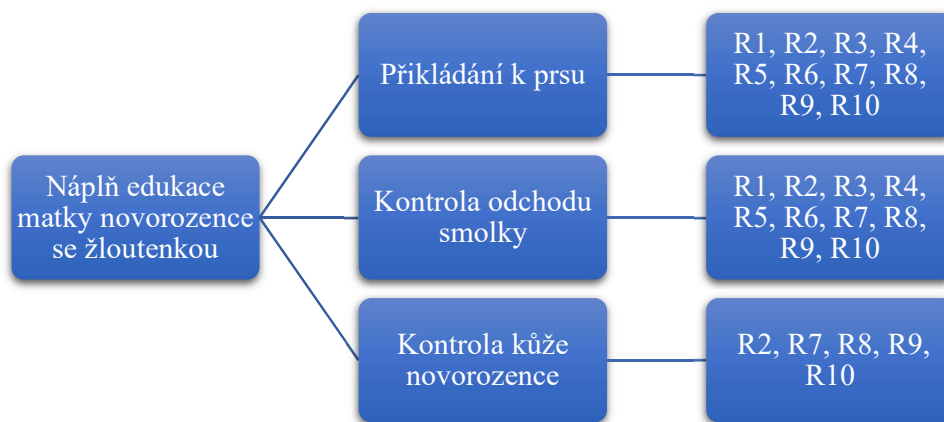 Přikládání k prsu
R1, R2, R3, R4,
R5, R6, R7, R8,
R9, R10
Náplň edukace
matky novorozence
se žloutenkou
Kontrola odchodu
smolky
R1, R2, R3, R4,
R5, R6, R7, R8,
R9, R10
Kontrola kůže
novorozence
R2, R7, R8, R9,
R10